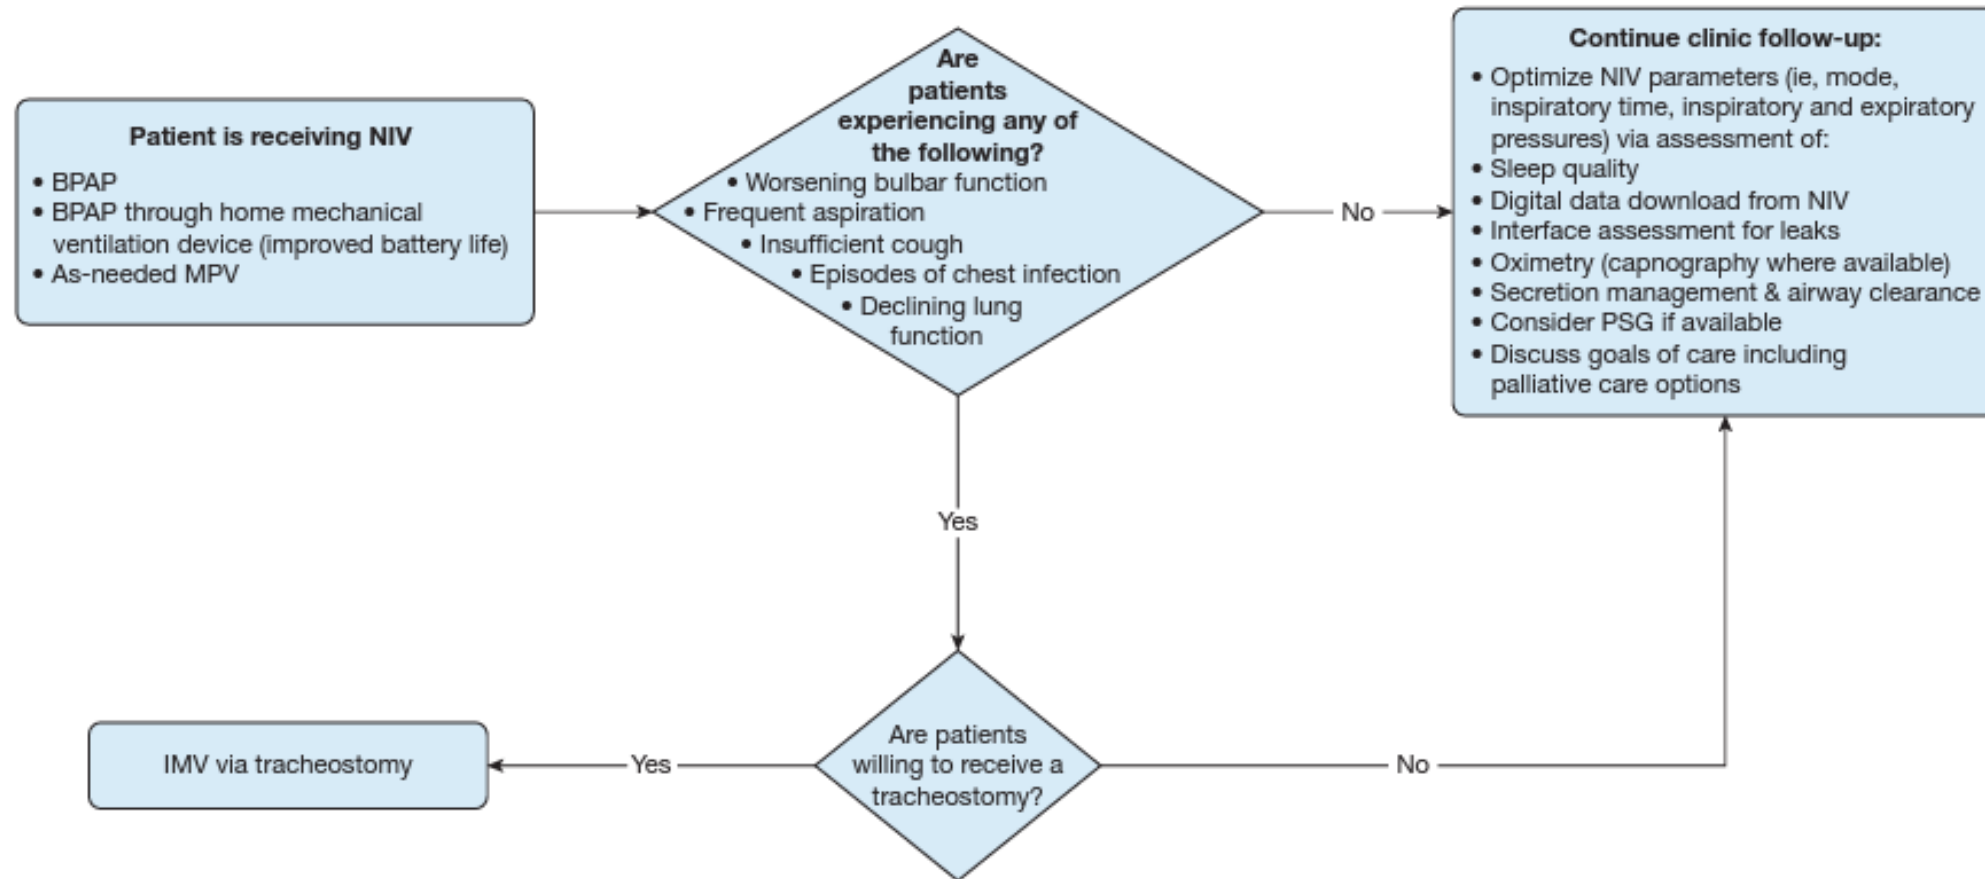 Patient is receiving NIV
• BPAP
• BPAP through home mechanical
ventilation device (improved battery life)
• As-needed MPV
Are
patients
experiencing any of
the following?
• Worsening bulbar function
• Frequent aspiration
• Insufficient cough
• Episodes of chest infection
• Declining lung
function
No
Continue clinic follow-up:
• Optimize NIV parameters (ie, mode,
inspiratory time, inspiratory and expiratory
pressures) via assessment of:
• Sleep quality
• Digital data download from NIV
• Interface assessment for leaks
• Oximetry (capnography where available)
• Secretion management & airway clearance
• Consider PSG if available
• Discuss goals of care including
palliative care options
Yes
Are patients
willing to receive a
tracheostomy?
Yes
IMV via tracheostomy
No